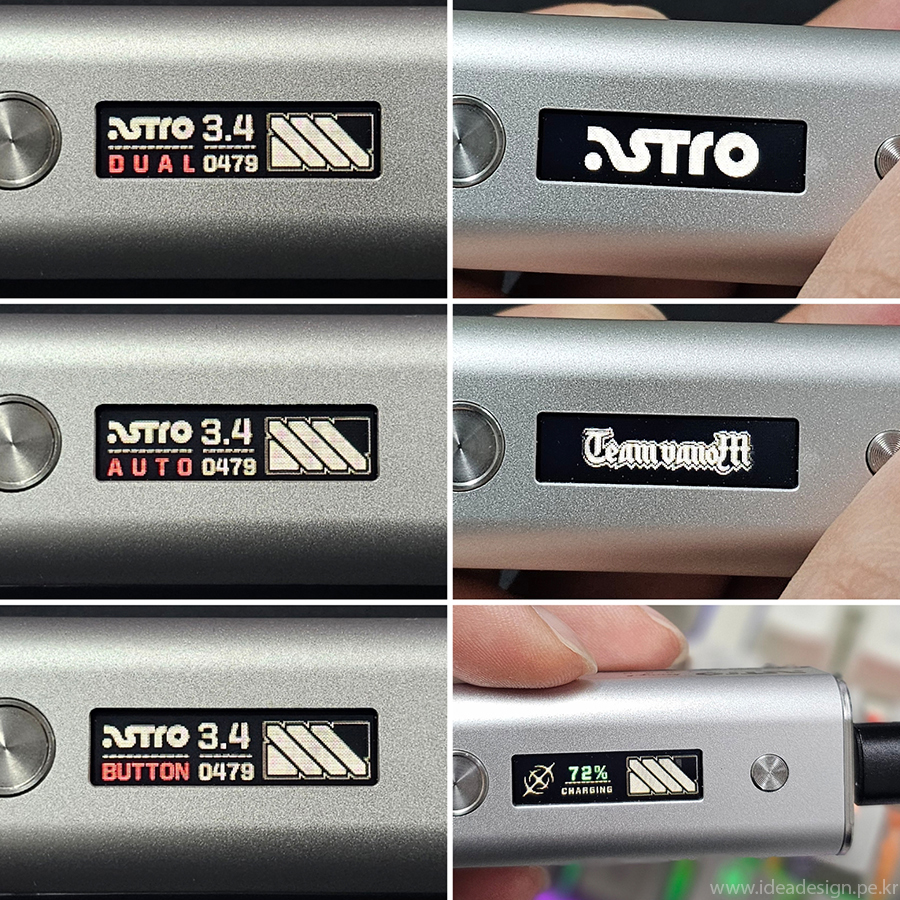 ASTRO 3.4
DUAL 0479
ASTRO
ASTRO 3.4
AUTO 0479
Team vanoM
ASTRO 3.4
BUTTON 0479
72%
CHARGING
www.ideadesign.pe.kr